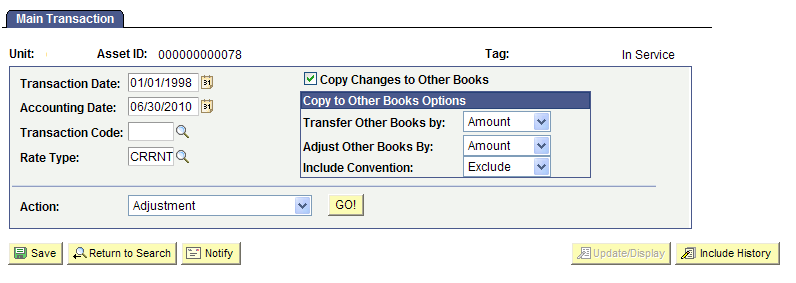 Main Transaction
Unit: Asset ID: 000000000078 Tag: In Service
Transaction Date: 01/01/1998 31 Copy Changes to Other Books
Accounting Date: 06/30/2010 31 Copy to Other Books Options
Transaction Code: Transfer Other Books by: Amount
Rate Type: CRRNT Adjust Other Books By: Amount
Include Convention: Exclude
Action: Adjustment GO!
Save Return to Search Notify Update/Display Include History